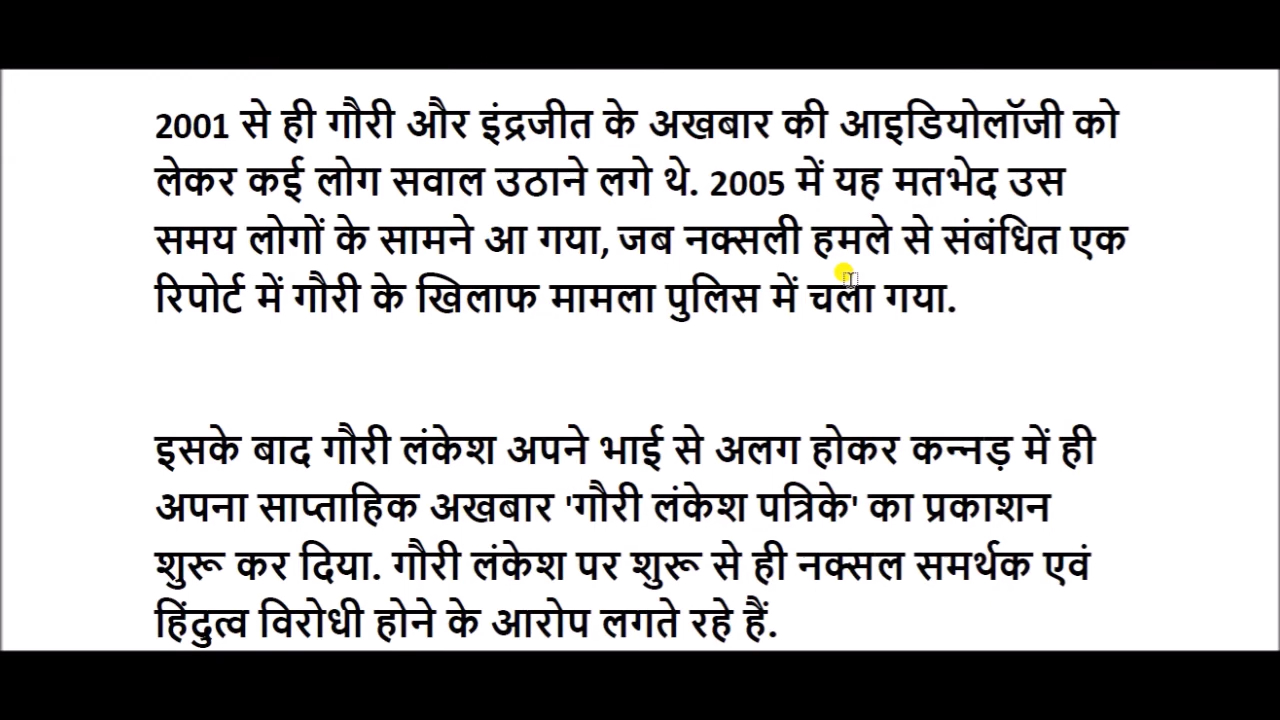 2001 से ही गौरी और इंद्रजीत के अखबार की आइडियोलॉजी को
लेकर कई लोग सवाल उठाने लगे थे. 2005 में यह मतभेद उस
समय लोगों के सामने आ गया, जब नक्सली हमले से संबंधित एक
रिपोर्ट में गौरी के खिलाफ मामला पुलिस में चला गया.
इसके बाद गौरी लंकेश अपने भाई से अलग होकर कन्नड़ में ही
अपना साप्ताहिक अखबार 'गौरी लंकेश पत्रिके' का प्रकाशन
शुरू कर दिया. गौरी लंकेश पर शुरू से ही नक्सल समर्थक एवं
हिंदुत्व विरोधी होने के आरोप लगते रहे हैं.